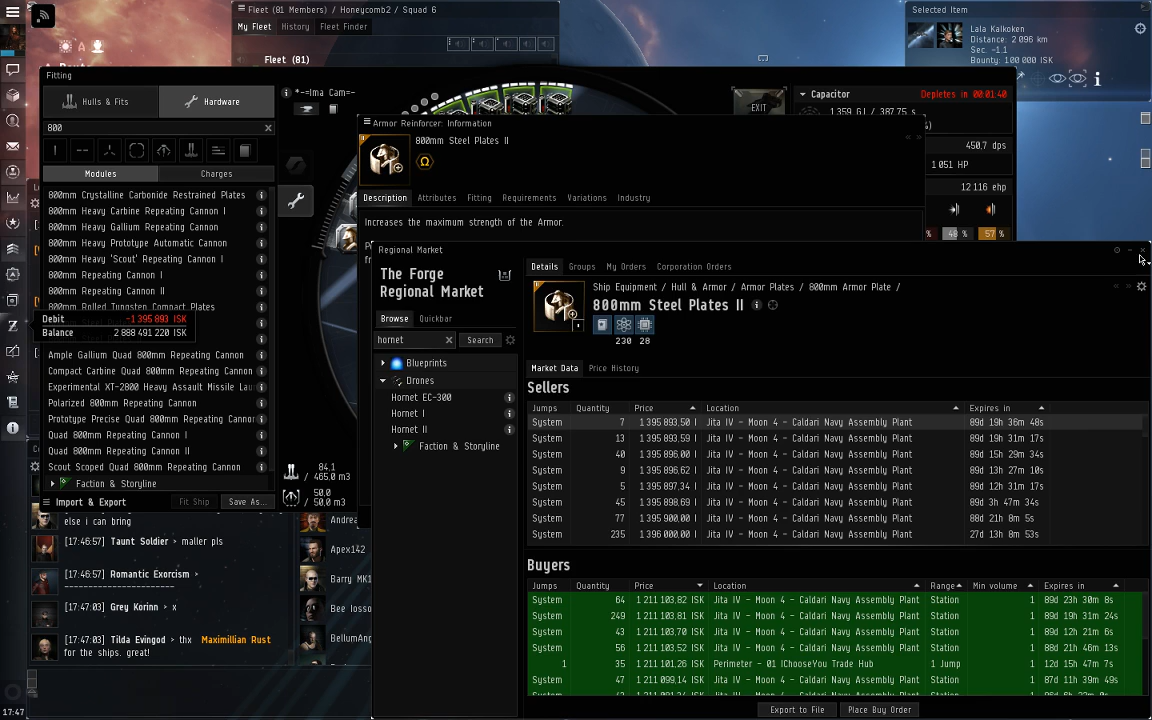 Fleet (81 Members) / Honeycomb2 / Squad 6
My Fleet History Fleet Finder
Fleet (81)
Selected Item
Lala Kalkoken
Distance: 2 096 km
Sec. -1.1
Bounty: 100 000 ISK
Fitting
Hulls & Fits Hardware
800
Modules Charges
800mm Crystalline Carbonide Restrained Plates
800mm Heavy Carbine Repeating Cannon I
800mm Heavy Gallium Repeating Cannon
800mm Heavy Prototype Automatic Cannon
800mm Heavy 'Scout' Repeating Cannon I
800mm Repeating Cannon I
800mm Repeating Cannon II
800mm Rolled Tungsten Compact Plates
Debit -1 395 893 ISK
Balance 2 888 491 220 ISK
Ample Gallium Quad 800mm Repeating Cannon
Compact Carbine Quad 800mm Repeating Cannon
Experimental XT-2800 Heavy Assault Missile Lau
Polarized 800mm Repeating Cannon
Prototype Precise Quad 800mm Repeating Cannon
Quad 800mm Repeating Cannon I
Quad 800mm Repeating Cannon II
Scout Scoped Quad 800mm Repeating Cannon
Faction & Storyline
Import & Export Fit Ship Save As...
*-=Ima Cam=-
EXIT
Capacitor Depletes in 00:01:40
1 359 GJ / 387.75 s
450.7 dps
1 051 HP
12 116 ehp
% 48 % 57 %
84.1
/ 465.0 m3
50.0
/ 50.0 m3
Armor Reinforcer: Information
800mm Steel Plates II
Description Attributes Fitting Requirements Variations Industry
Increases the maximum strength of the Armor.
Regional Market
The Forge
Regional Market
Browse Quickbar
hornet Search
Blueprints
Drones
Hornet EC-300
Hornet I
Hornet II
Faction & Storyline
Details Groups My Orders Corporation Orders
Ship Equipment / Hull & Armor / Armor Plates / 800mm Armor Plate /
800mm Steel Plates II
230 28
Market Data Price History
Sellers
Jumps Quantity Price Location Expires in
System 7 1 395 893,50 I Jita IV - Moon 4 - Caldari Navy Assembly Plant 89d 19h 36m 48s
System 13 1 395 893,59 I Jita IV - Moon 4 - Caldari Navy Assembly Plant 89d 19h 31m 17s
System 40 1 395 896,00 I Jita IV - Moon 4 - Caldari Navy Assembly Plant 89d 15h 29m 34s
System 9 1 395 896,62 I Jita IV - Moon 4 - Caldari Navy Assembly Plant 89d 13h 27m 10s
System 5 1 395 897,34 I Jita IV - Moon 4 - Caldari Navy Assembly Plant 89d 12h 31m 17s
System 45 1 395 898,69 I Jita IV - Moon 4 - Caldari Navy Assembly Plant 89d 3h 47m 34s
System 77 1 395 900,00 I Jita IV - Moon 4 - Caldari Navy Assembly Plant 88d 21h 8m 5s
System 235 1 396 000,00 I Jita IV - Moon 4 - Caldari Navy Assembly Plant 27d 13h 8m 53s
Buyers
Jumps Quantity Price Location Range Min volume Expires in
System 64 1 211 103,82 ISK Jita IV - Moon 4 - Caldari Navy Assembly Plant Station 1 89d 23h 30m 8s
System 249 1 211 103,81 ISK Jita IV - Moon 4 - Caldari Navy Assembly Plant Station 1 89d 19h 31m 24s
System 43 1 211 103,70 ISK Jita IV - Moon 4 - Caldari Navy Assembly Plant Station 1 89d 12h 21m 6s
System 56 1 211 103,52 ISK Jita IV - Moon 4 - Caldari Navy Assembly Plant Station 1 88d 21h 46m 13s
1 35 1 211 101,26 ISK Perimeter - 01 IChooseYou Trade Hub 1 Jump 1 12d 15h 47m 7s
System 47 1 211 099,14 ISK Jita IV - Moon 4 - Caldari Navy Assembly Plant Station 1 87d 11h 39m 49s
Export to File Place Buy Order
else i can bring
[17:46:57] Taunt Soldier > maller pls
[17:46:57] Romantic Exorcism >
[17:47:03] Grey Korinn > x
[17:47:03] Tilda Evingod > thx Maximillian Rust
for the ships. great!
Andrea
Apex142
Barry MK1
Bee losso
BellumAng
17:47